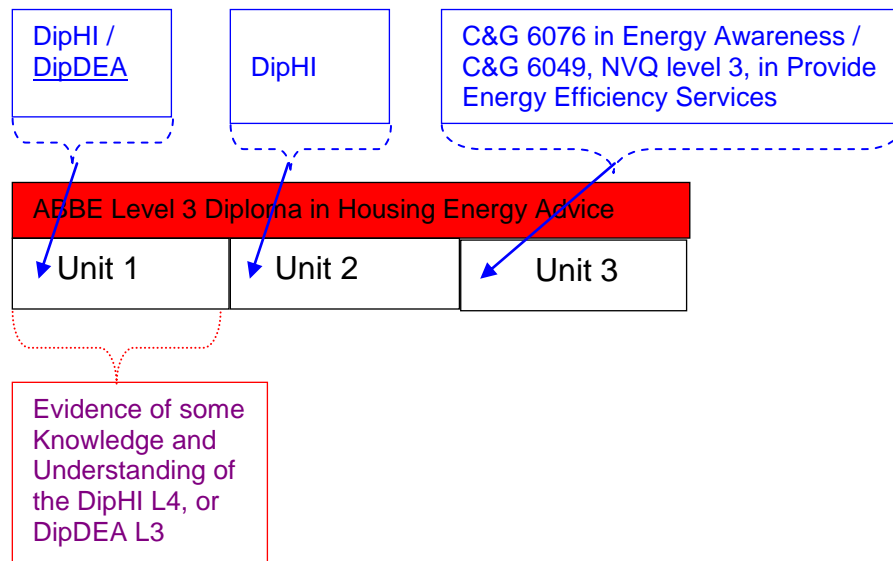 DipHI /
DipDEA
DipHI
C&G 6076 in Energy Awareness /
C&G 6049, NVQ level 3, in Provide
Energy Efficiency Services
ABBE Level 3 Diploma in Housing Energy Advice
Unit 1
Unit 2
Unit 3
Evidence of some
Knowledge and
Understanding of
the DipHI L4, or
DipDEA L3